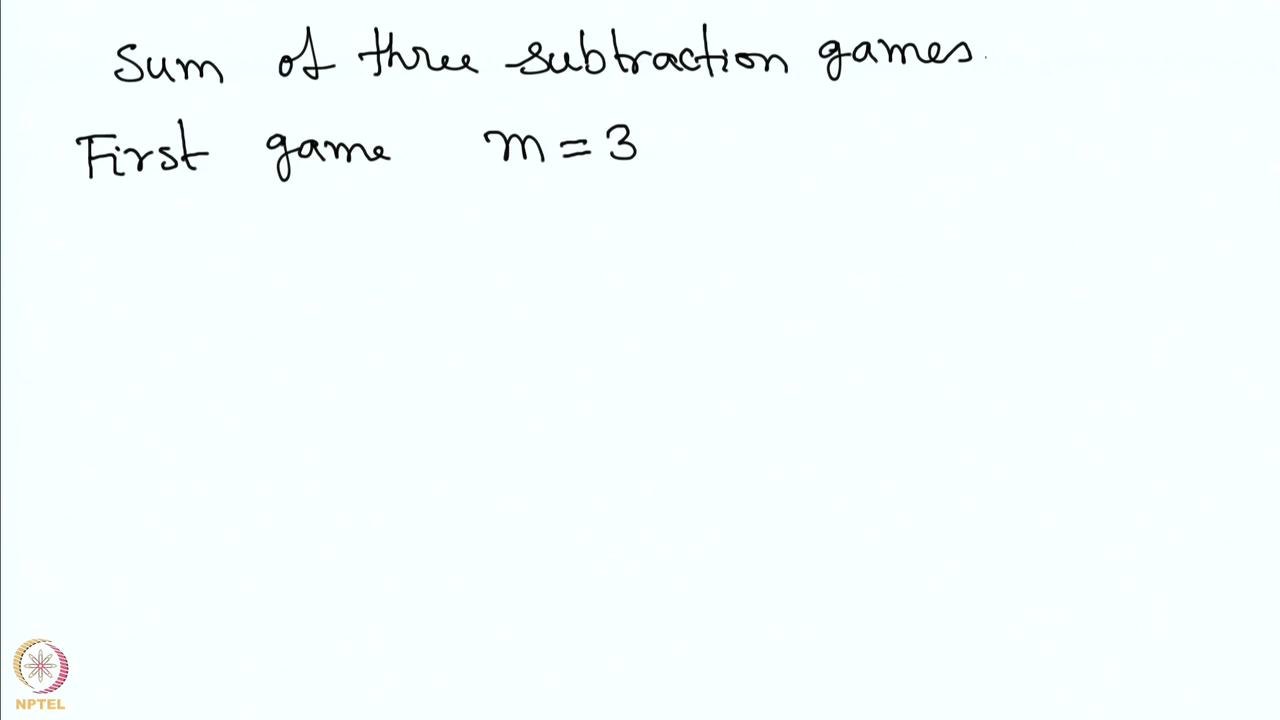 Sum of three subtraction games.
First game m = 3
NPTEL